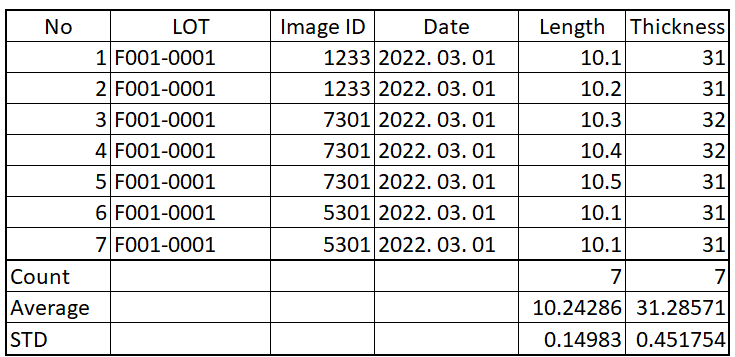 No LOT Image ID Date Length Thickness
1 F001-0001 1233 2022. 03. 01 10.1 31
2 F001-0001 1233 2022. 03. 01 10.2 31
3 F001-0001 7301 2022. 03. 01 10.3 32
4 F001-0001 7301 2022. 03. 01 10.4 32
5 F001-0001 7301 2022. 03. 01 10.5 31
6 F001-0001 5301 2022. 03. 01 10.1 31
7 F001-0001 5301 2022. 03. 01 10.1 31
Count 7 7
Average 10.24286 31.28571
STD 0.14983 0.451754